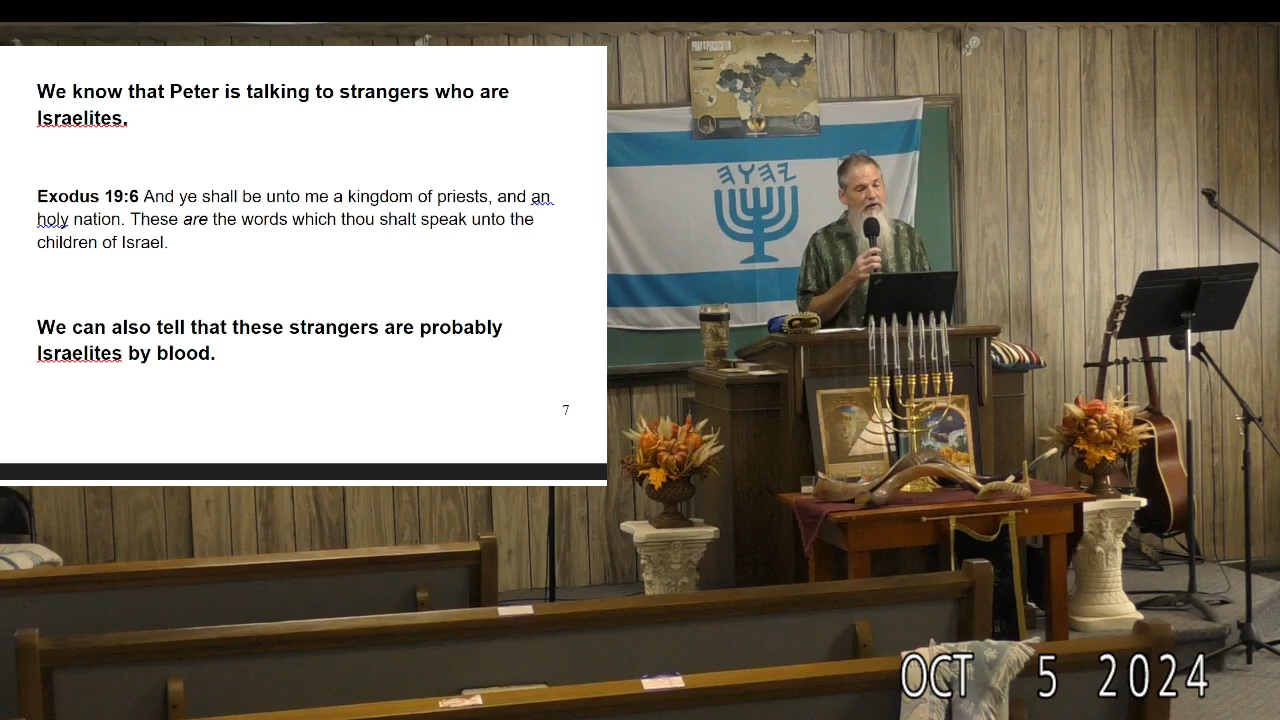 We know that Peter is talking to strangers who are
Israelites.
Exodus 19:6 And ye shall be unto me a kingdom of priests, and an
holy nation. These are the words which thou shalt speak unto the
children of Israel.
We can also tell that these strangers are probably
Israelites by blood.
7
𐤉𐤄𐤅𐤄
OCT 5 2024